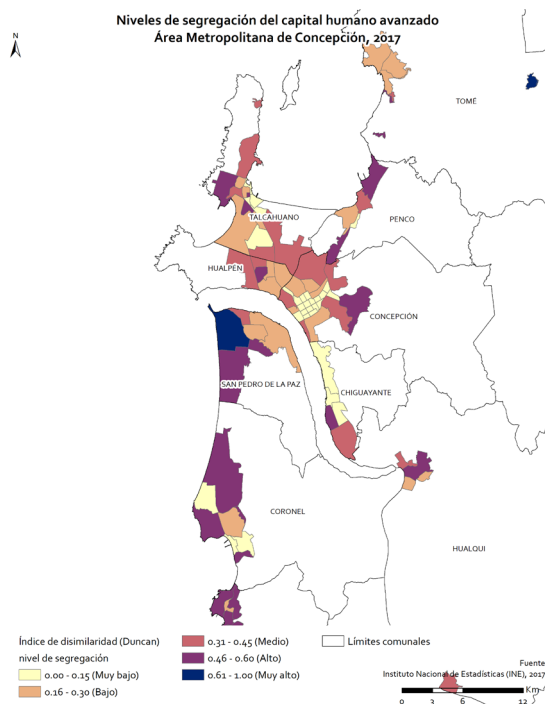 Niveles de segregación del capital humano avanzado
Área Metropolitana de Concepción, 2017
N
TOMÉ
TALCAHUANO
PENCO
HUALPÉN
CONCEPCIÓN
SAN PEDRO DE LA PAZ
CHIGUAYANTE
CORONEL
HUALQUI
Índice de disimilaridad (Duncan)
nivel de segregación
0.00 - 0.15 (Muy bajo)
0.16 - 0.30 (Bajo)
0.31 - 0.45 (Medio)
0.46 - 0.60 (Alto)
0.61 - 1.00 (Muy alto)
Límites comunales
Fuente
Instituto Nacional de Estadísticas (INE), 2017
Km
0 3 6 12